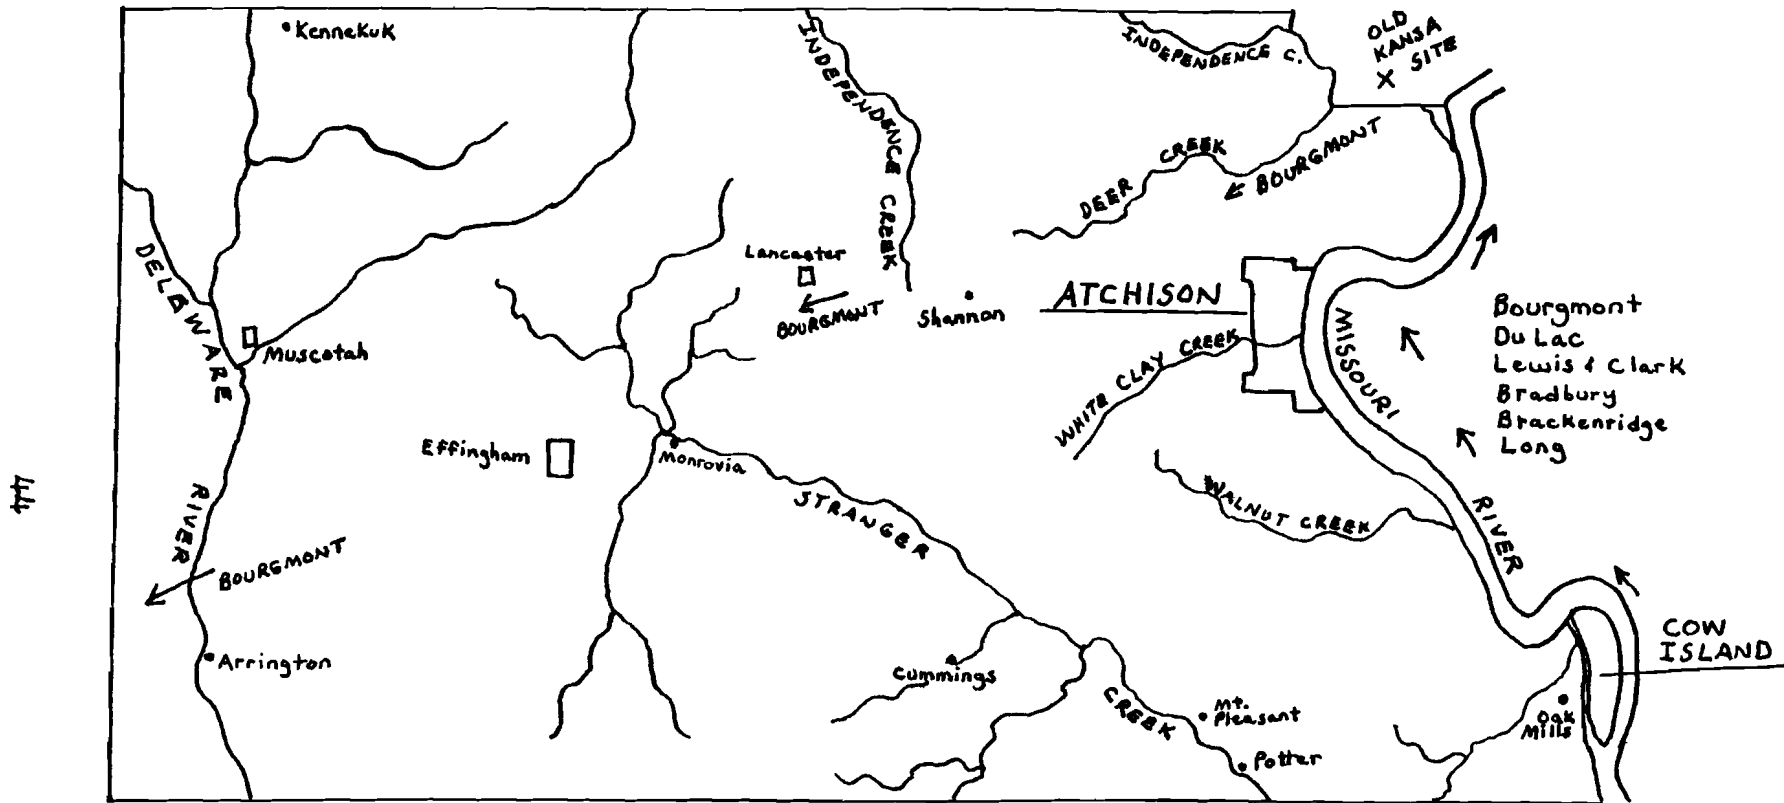 Kennekuk
INDEPENDENCE C.
OLD
KANSA
SITE
X
INDEPENDENCE CREEK
DEER CREEK
BOURGMONT
DELAWARE
RIVER
Lancaster
BOURGMONT
Shannon
ATCHISON
Muscotah
WHITE CLAY CREEK
MISSOURI
RIVER
Bourgmont
Du Lac
Lewis & Clark
Bradbury
Brackenridge
Long
Effingham
Monrovia
STRANGER
CREEK
WALNUT CREEK
44
BOURGMONT
Arrington
Cummings
Mt.
Pleasant
Potter
Oak
Mills
COW
ISLAND